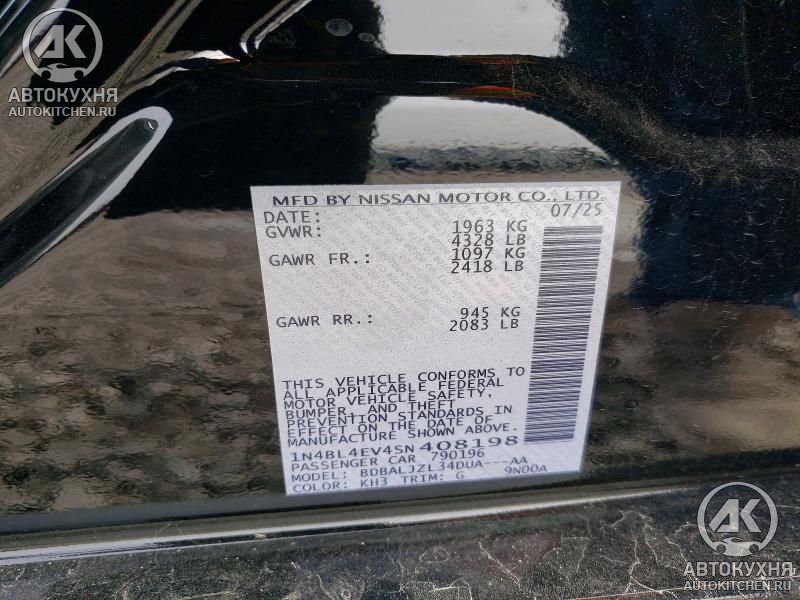 АК
АВТОКУХНЯ
AUTOKITCHEN.RU
MFD BY NISSAN MOTOR CO., LTD.
DATE: 07/25
GVWR: 1963 KG
4328 LB
GAWR FR.: 1097 KG
2418 LB
GAWR RR.: 945 KG
2083 LB
THIS VEHICLE CONFORMS TO
ALL APPLICABLE FEDERAL
MOTOR VEHICLE SAFETY,
BUMPER, AND THEFT
PREVENTION STANDARDS IN
EFFECT ON THE DATE OF
MANUFACTURE SHOWN ABOVE.
1N4BL4EV4SN408198
PASSENGER CAR 790196
MODEL: BDBALJZL34DUA---AA
COLOR: KH3 TRIM: G 9N00A
АК
АВТОКУХНЯ
AUTOKITCHEN.RU